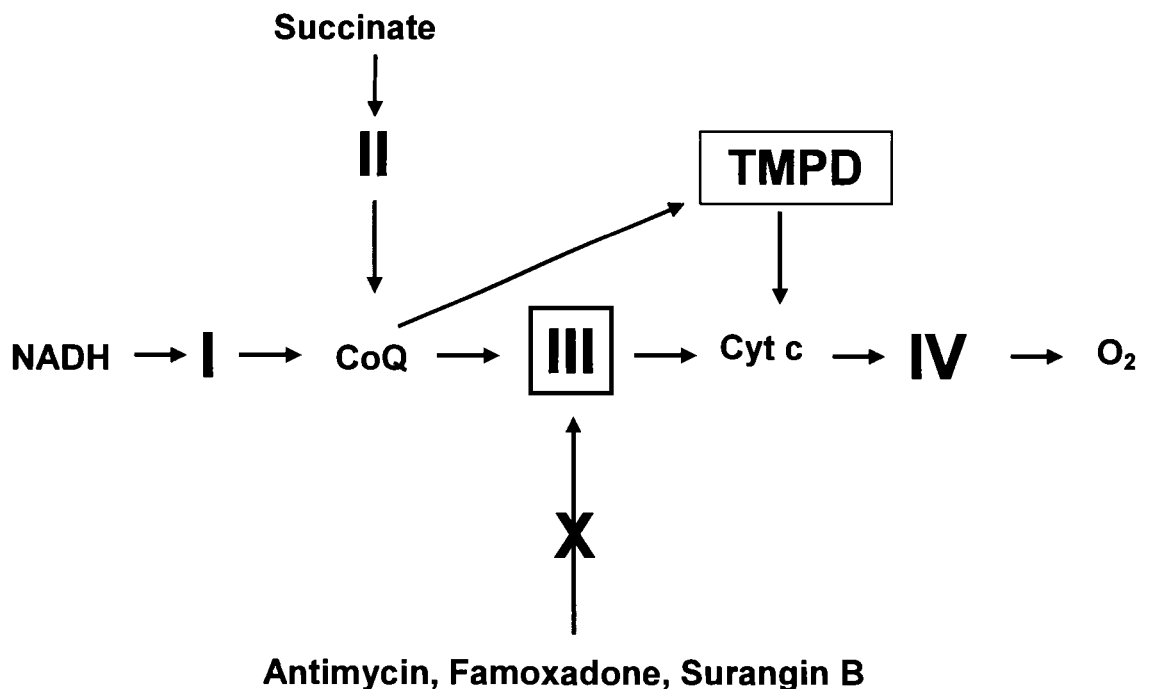 Succinate
II
TMPD
NADH I CoQ III Cyt c IV O₂
X
Antimycin, Famoxadone, Surangin B